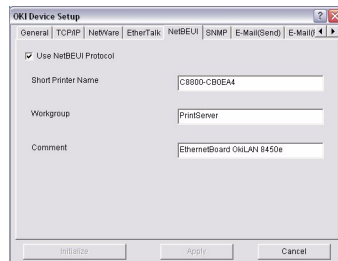 OKI Device Setup
General TCP/IP NetWare EtherTalk NetBEUI SNMP E-Mail(Send) E-Mail(
Use NetBEUI Protocol
Short Printer Name C8800-CB0EA4
Workgroup PrintServer
Comment EthernetBoard OkiLAN 8450e
Initialize Apply Cancel